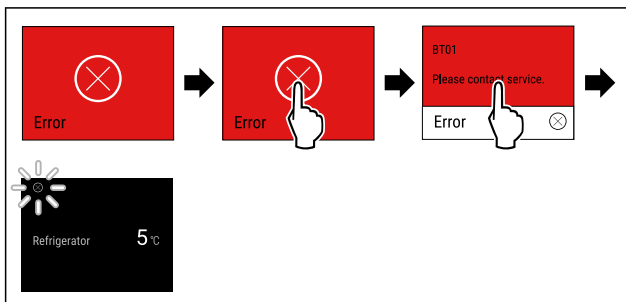 Error
Error
BT01
Please contact service.
Error
Refrigerator 5 °C